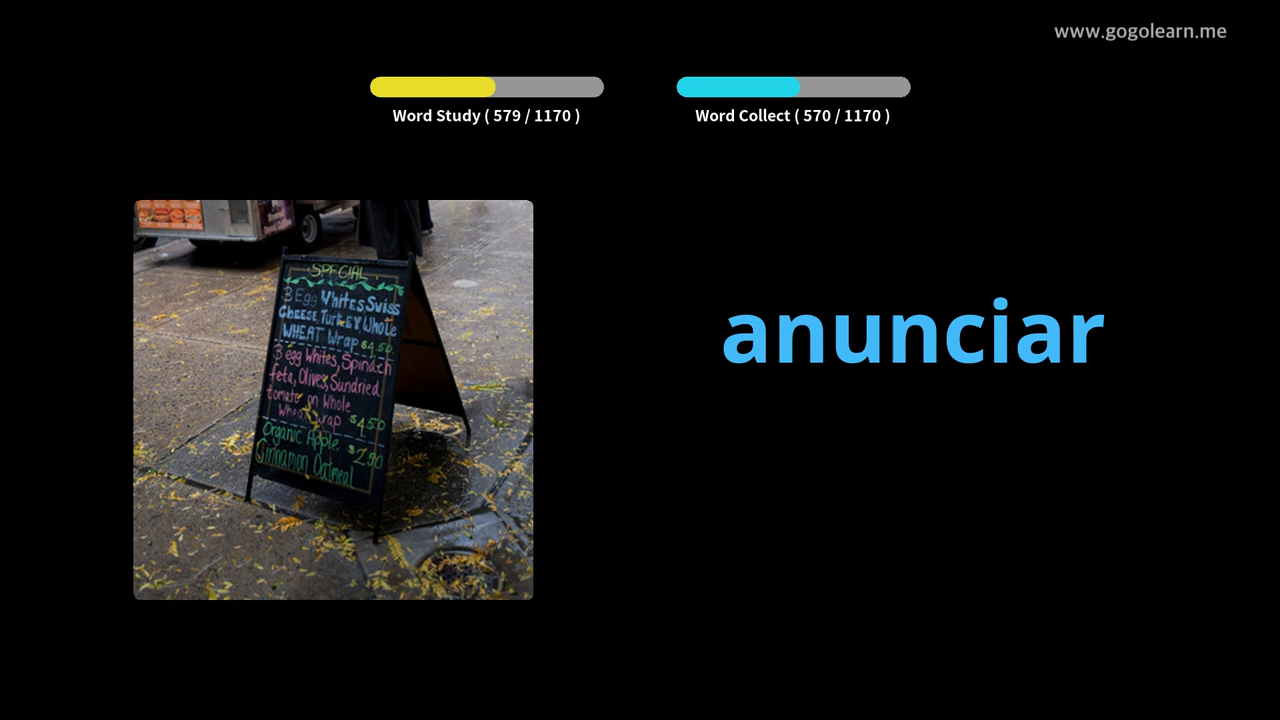 www.gogolearn.me
Word Study ( 579 / 1170 )
Word Collect ( 570 / 1170 )
SPECIAL
3 Egg Whites, Swiss
Cheese, Turkey Whole
WHEAT Wrap $4.50
3 egg Whites, Spinach
feta, Olives, Sundried
tomato on Whole
Wheat Wrap $4.50
Organic Apple
Cinnamon Oatmeal $2.50
anunciar